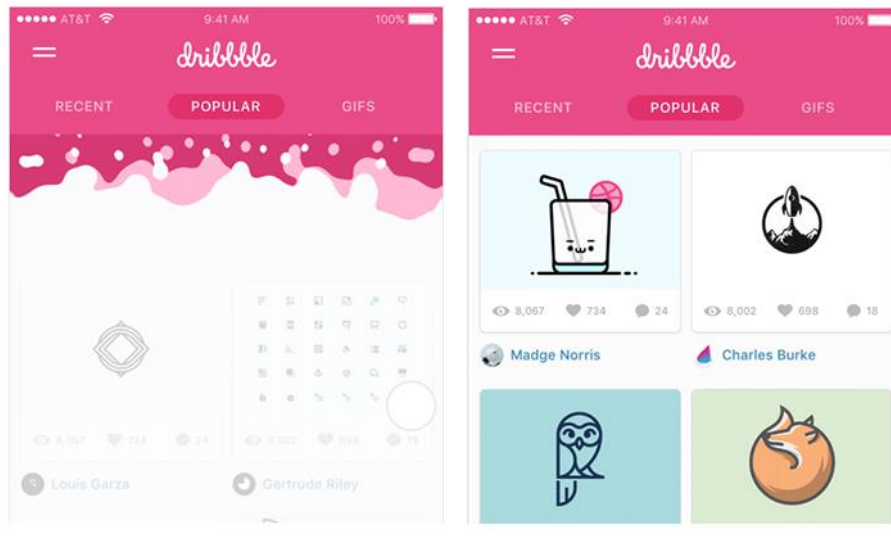 AT&T 9:41 AM 100%
dribbble
RECENT POPULAR GIFS
8,067 734 24 8,002 698 18
Louis Garza Gertrude Riley
AT&T 9:41 AM 100%
dribbble
RECENT POPULAR GIFS
8,067 734 24 8,002 698 18
Madge Norris Charles Burke